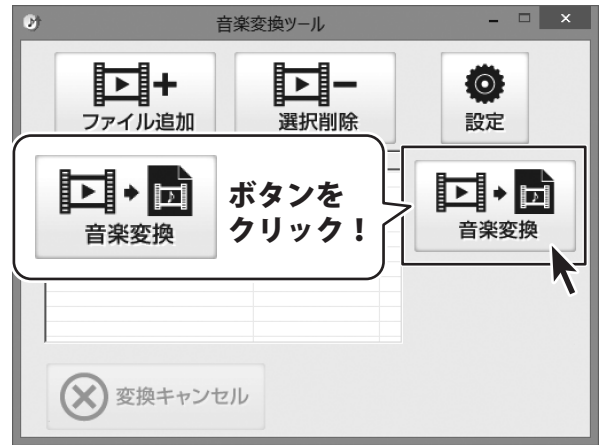 音楽変換ツール
ファイル追加
選択削除
設定
音楽変換
ボタンを
クリック！
音楽変換
変換キャンセル